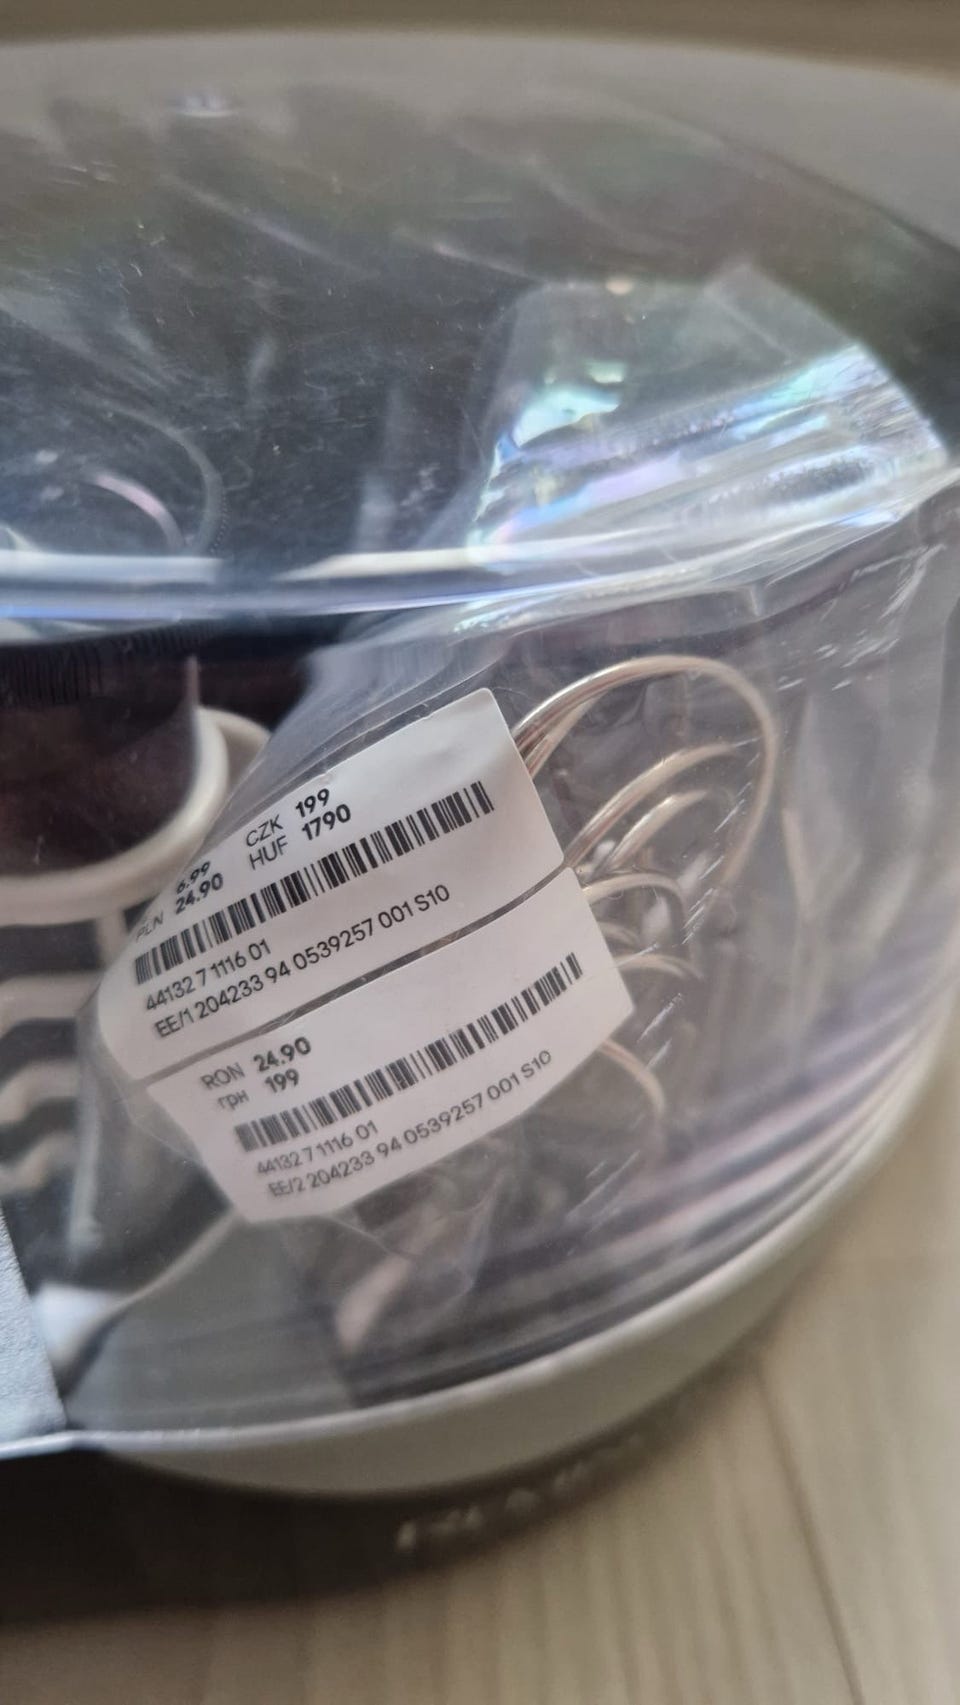 6.99 CZK 199
PLN 24.90 HUF 1790
44132 7 1116 01
EE/1 204233 94 0539257 001 S10
RON 24.90
грн 199
44132 7 1116 01
EE/2 204233 94 0539257 001 S10